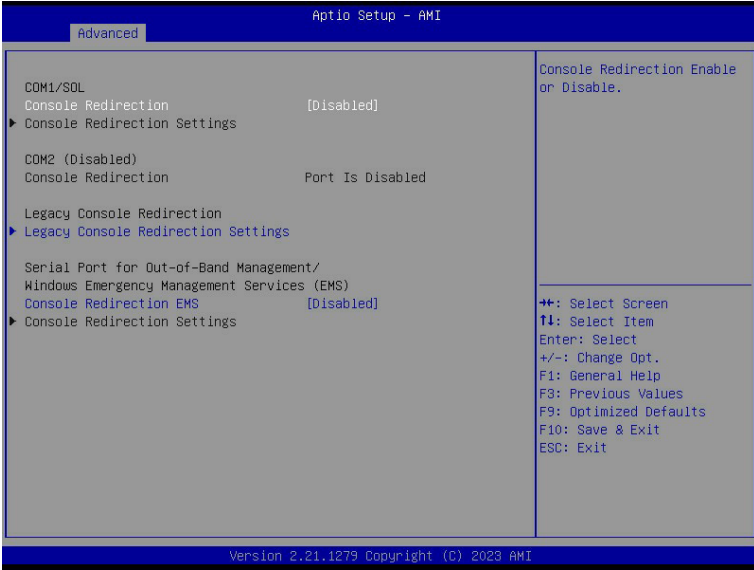 Aptio Setup – AMI
Advanced
COM1/SOL
Console Redirection [Disabled]
▶ Console Redirection Settings
COM2 (Disabled)
Console Redirection Port Is Disabled
Legacy Console Redirection
▶ Legacy Console Redirection Settings
Serial Port for Out-of-Band Management/
Windows Emergency Management Services (EMS)
Console Redirection EMS [Disabled]
▶ Console Redirection Settings
Console Redirection Enable
or Disable.
→←: Select Screen
↑↓: Select Item
Enter: Select
+/-: Change Opt.
F1: General Help
F3: Previous Values
F9: Optimized Defaults
F10: Save & Exit
ESC: Exit
Version 2.21.1279 Copyright (C) 2023 AMI